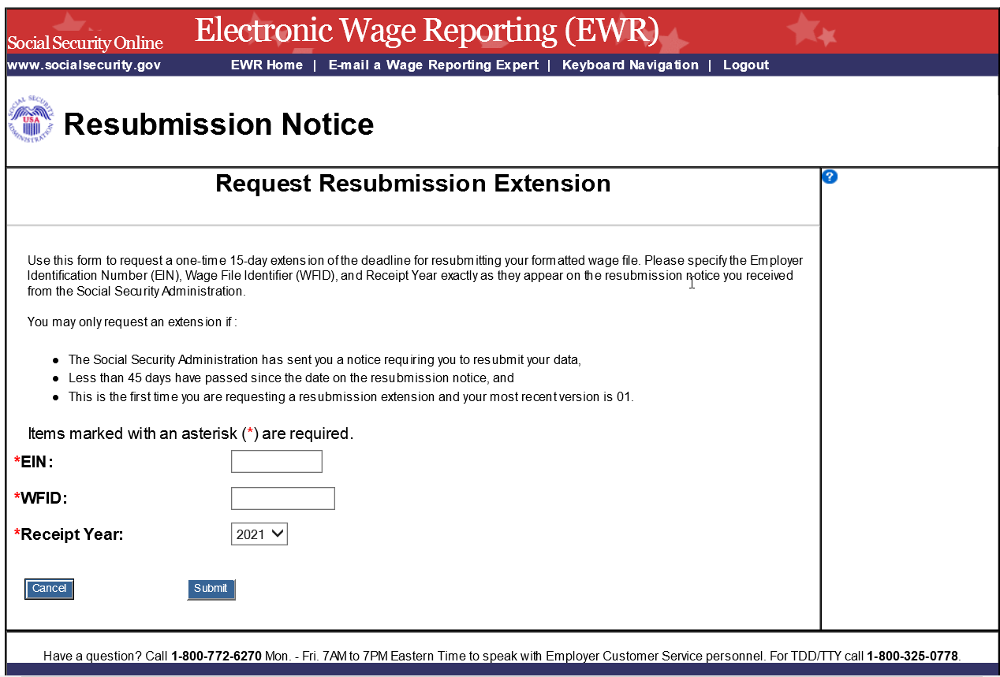 Social Security Online
Electronic Wage Reporting (EWR)
www.socialsecurity.gov
EWR Home | E-mail a Wage Reporting Expert | Keyboard Navigation | Logout
SOCIAL SECURITY ADMINISTRATION
USA
Resubmission Notice
Request Resubmission Extension
?
Use this form to request a one-time 15-day extension of the deadline for resubmitting your formatted wage file. Please specify the Employer
Identification Number (EIN), Wage File Identifier (WFID), and Receipt Year exactly as they appear on the resubmission notice you received
from the Social Security Administration.
You may only request an extension if :
● The Social Security Administration has sent you a notice requiring you to resubmit your data,
● Less than 45 days have passed since the date on the resubmission notice, and
● This is the first time you are requesting a resubmission extension and your most recent version is 01.
Items marked with an asterisk (*) are required.
*EIN:
*WFID:
*Receipt Year: 2021
Cancel Submit
Have a question? Call 1-800-772-6270 Mon. - Fri. 7AM to 7PM Eastern Time to speak with Employer Customer Service personnel. For TDD/TTY call 1-800-325-0778.